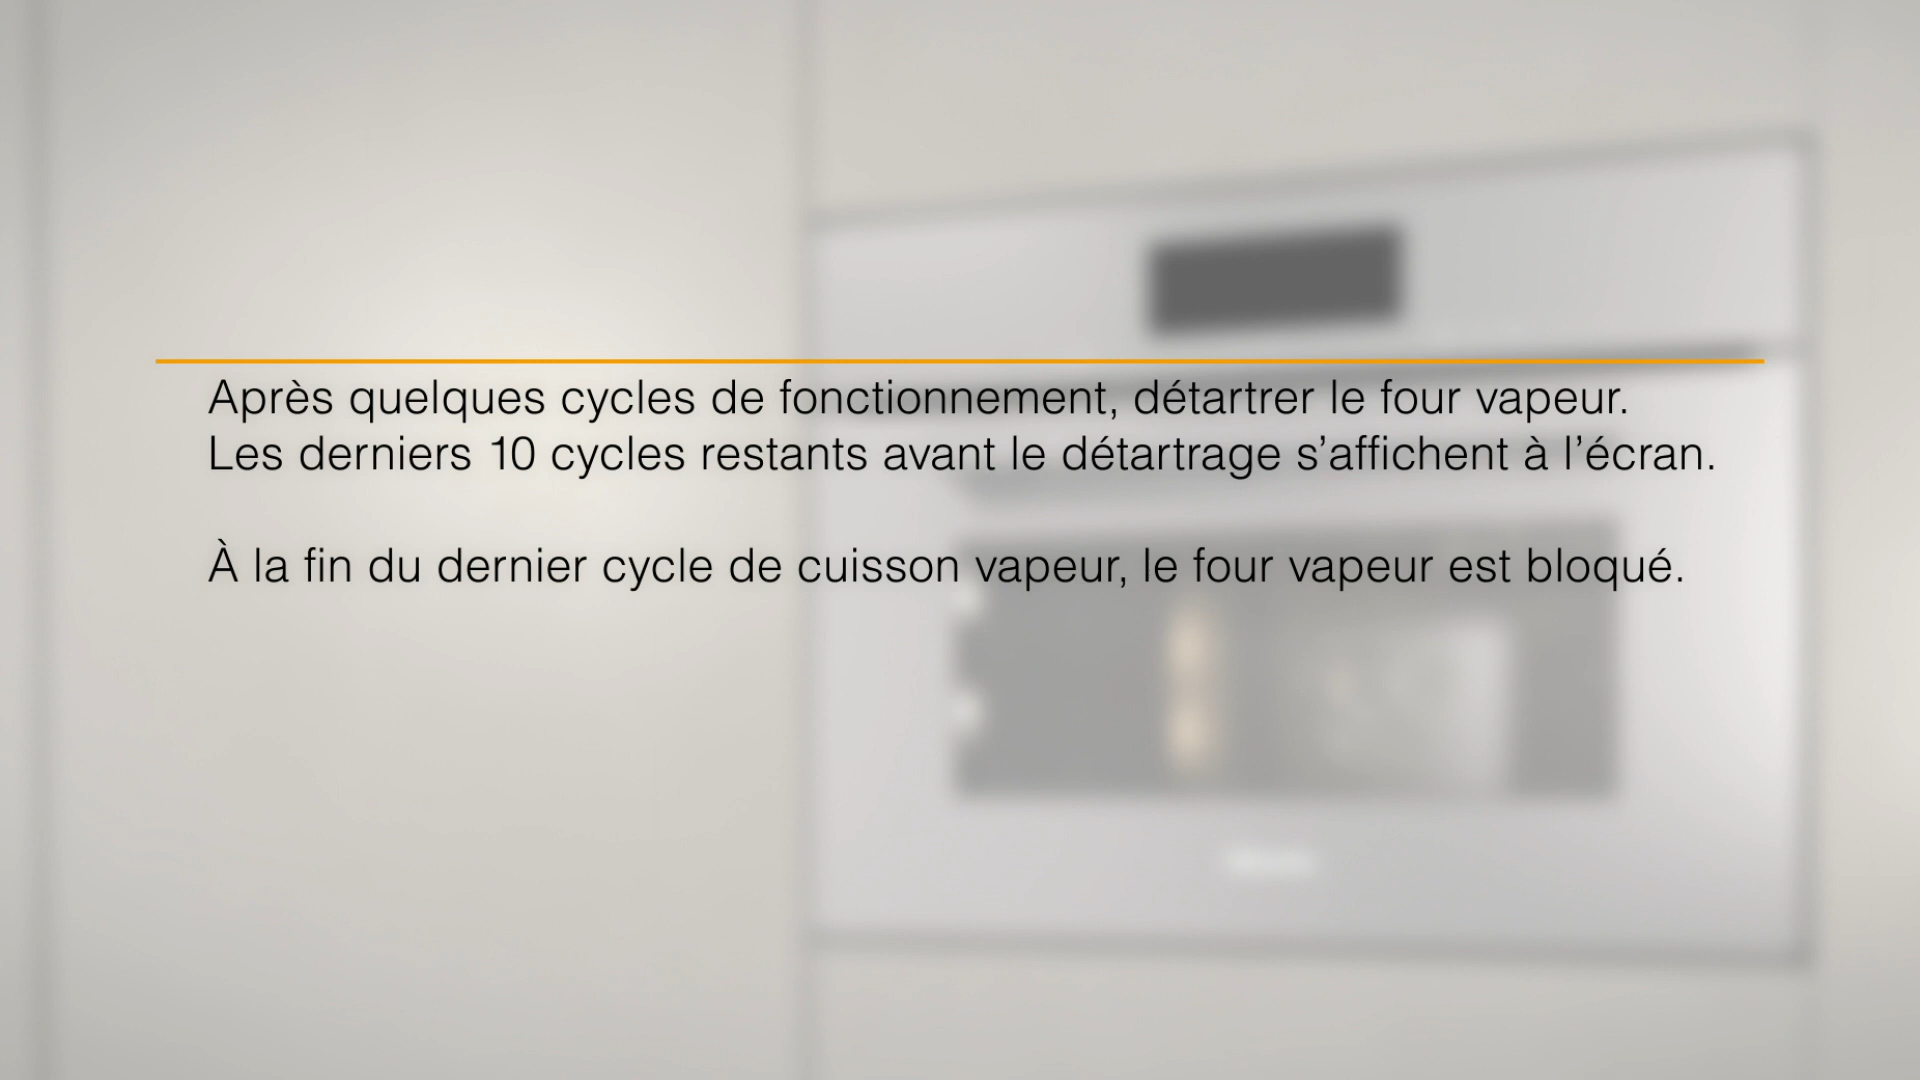 Après quelques cycles de fonctionnement, détartrer le four vapeur.
Les derniers 10 cycles restants avant le détartrage s’affichent à l’écran.
À la fin du dernier cycle de cuisson vapeur, le four vapeur est bloqué.